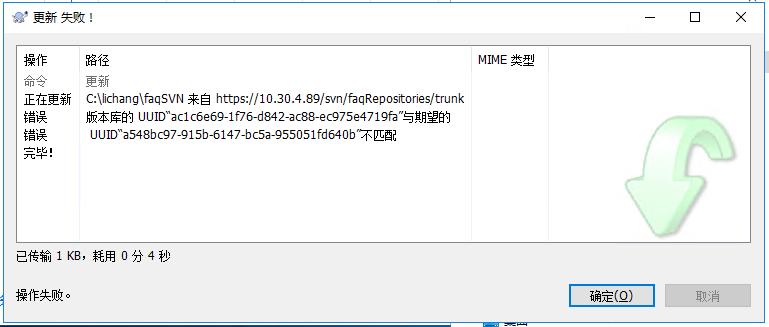 更新 失败！
操作 路径 MIME 类型
命令 更新
正在更新 C:\lichang\faqSVN 来自 https://10.30.4.89/svn/faqRepositories/trunk
错误 版本库的 UUID“ac1c6e69-1f76-d842-ac88-ec975e4719fa”与期望的
错误 UUID“a548bc97-915b-6147-bc5a-955051fd640b”不匹配
完毕!
已传输 1 KB，耗用 0 分 4 秒
操作失败。
确定(O) 取消